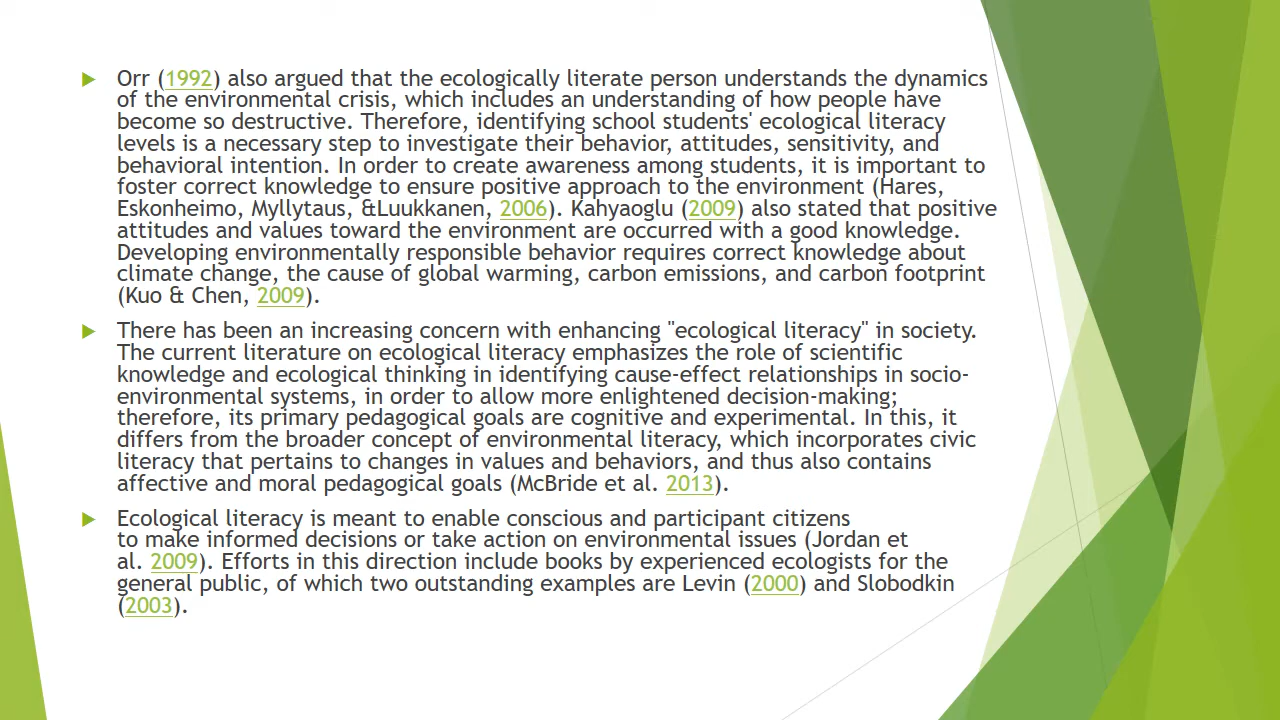 Orr (1992) also argued that the ecologically literate person understands the dynamics
of the environmental crisis, which includes an understanding of how people have
become so destructive. Therefore, identifying school students' ecological literacy
levels is a necessary step to investigate their behavior, attitudes, sensitivity, and
behavioral intention. In order to create awareness among students, it is important to
foster correct knowledge to ensure positive approach to the environment (Hares,
Eskonheimo, Myllytaus, &Luukkanen, 2006). Kahyaoglu (2009) also stated that positive
attitudes and values toward the environment are occurred with a good knowledge.
Developing environmentally responsible behavior requires correct knowledge about
climate change, the cause of global warming, carbon emissions, and carbon footprint
(Kuo & Chen, 2009).
There has been an increasing concern with enhancing "ecological literacy" in society.
The current literature on ecological literacy emphasizes the role of scientific
knowledge and ecological thinking in identifying cause-effect relationships in socio-
environmental systems, in order to allow more enlightened decision-making;
therefore, its primary pedagogical goals are cognitive and experimental. In this, it
differs from the broader concept of environmental literacy, which incorporates civic
literacy that pertains to changes in values and behaviors, and thus also contains
affective and moral pedagogical goals (McBride et al. 2013).
Ecological literacy is meant to enable conscious and participant citizens
to make informed decisions or take action on environmental issues (Jordan et
al. 2009). Efforts in this direction include books by experienced ecologists for the
general public, of which two outstanding examples are Levin (2000) and Slobodkin
(2003).